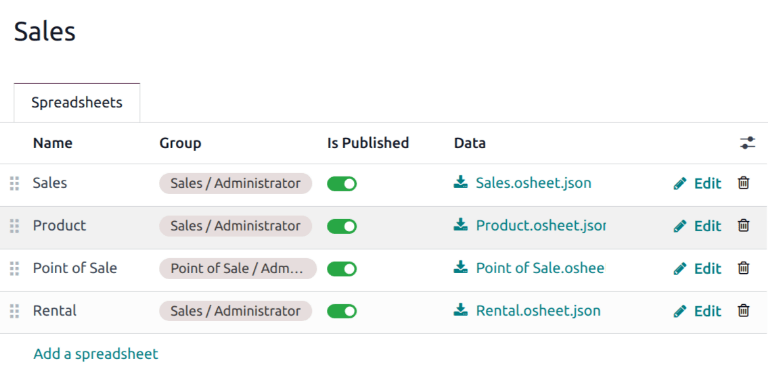 Sales
Spreadsheets
Name Group Is Published Data
Sales Sales / Administrator Sales.osheet.json Edit
Product Sales / Administrator Product.osheet.jsor Edit
Point of Sale Point of Sale / Adm... Point of Sale.oshee Edit
Rental Sales / Administrator Rental.osheet.json Edit
Add a spreadsheet